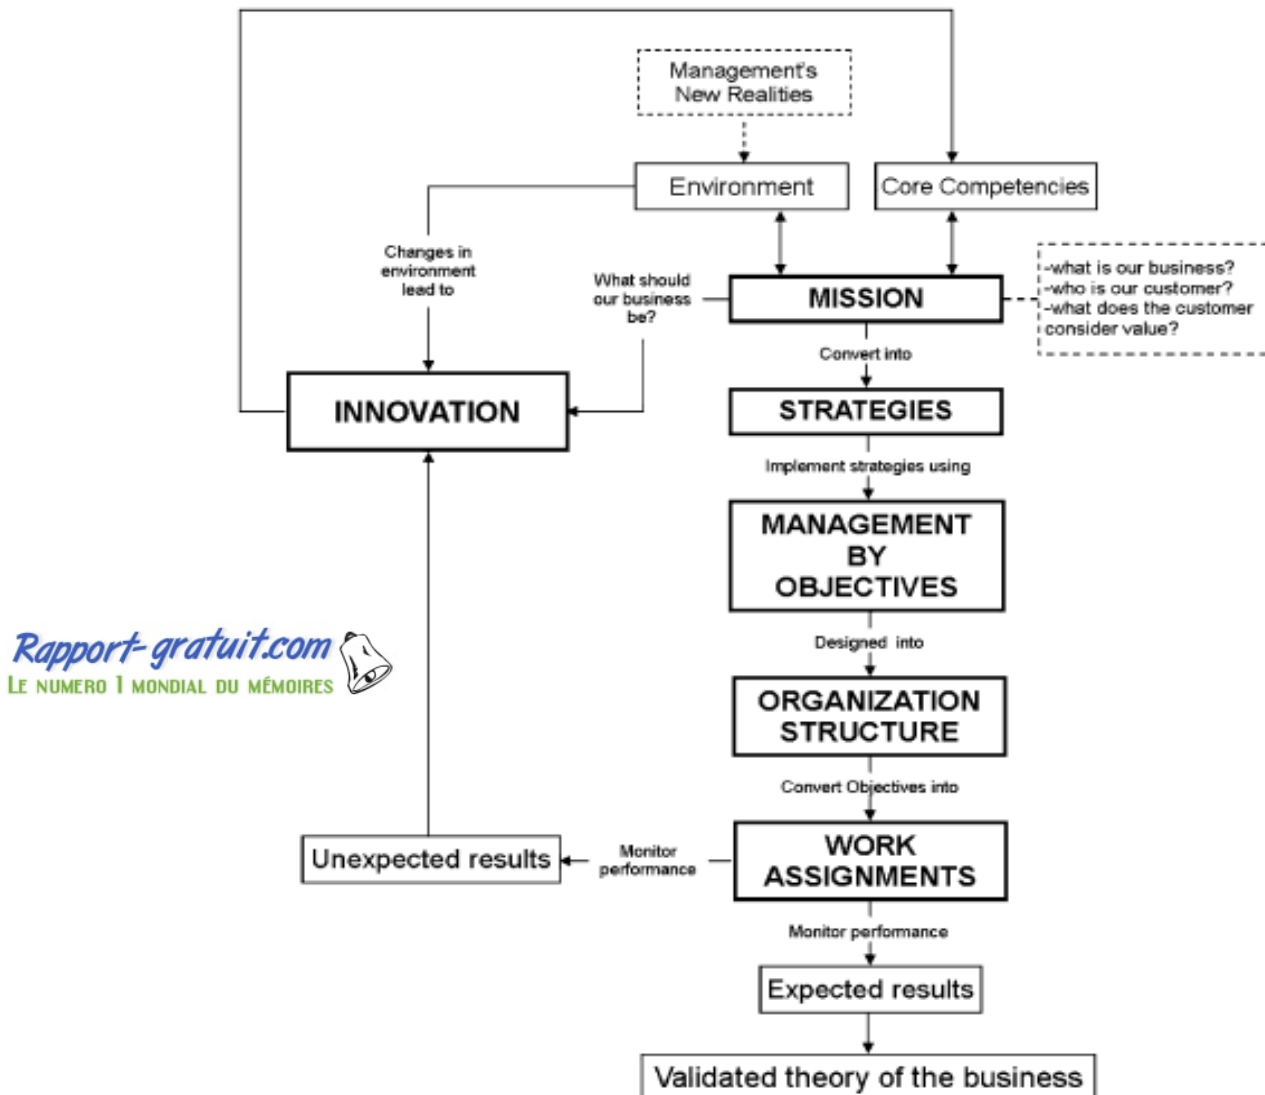 Management's
New Realities
Environment
Core Competencies
Changes in
environment
lead to
What should
our business
be?
MISSION
-what is our business?
-who is our customer?
-what does the customer
consider value?
Convert into
INNOVATION
STRATEGIES
Implement strategies using
MANAGEMENT
BY
OBJECTIVES
Rapport-gratuit.com
LE NUMERO 1 MONDIAL DU MÉMOIRES
Designed into
ORGANIZATION
STRUCTURE
Convert Objectives into
Unexpected results
Monitor
performance
WORK
ASSIGNMENTS
Monitor performance
Expected results
Validated theory of the business